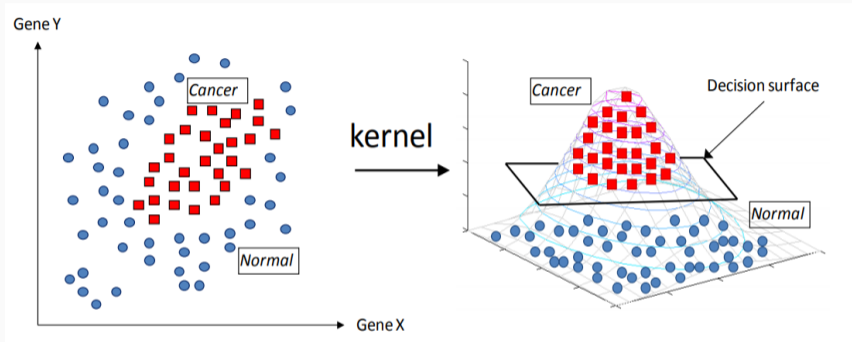 Gene Y
Cancer
Normal
Gene X
kernel
Cancer
Decision surface
Normal